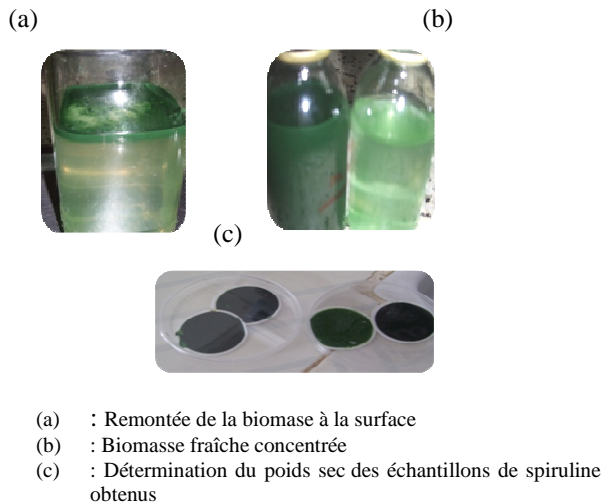 (a)
(b)
(c)
(a) : Remontée de la biomase à la surface
(b) : Biomasse fraîche concentrée
(c) : Détermination du poids sec des échantillons de spiruline
obtenus